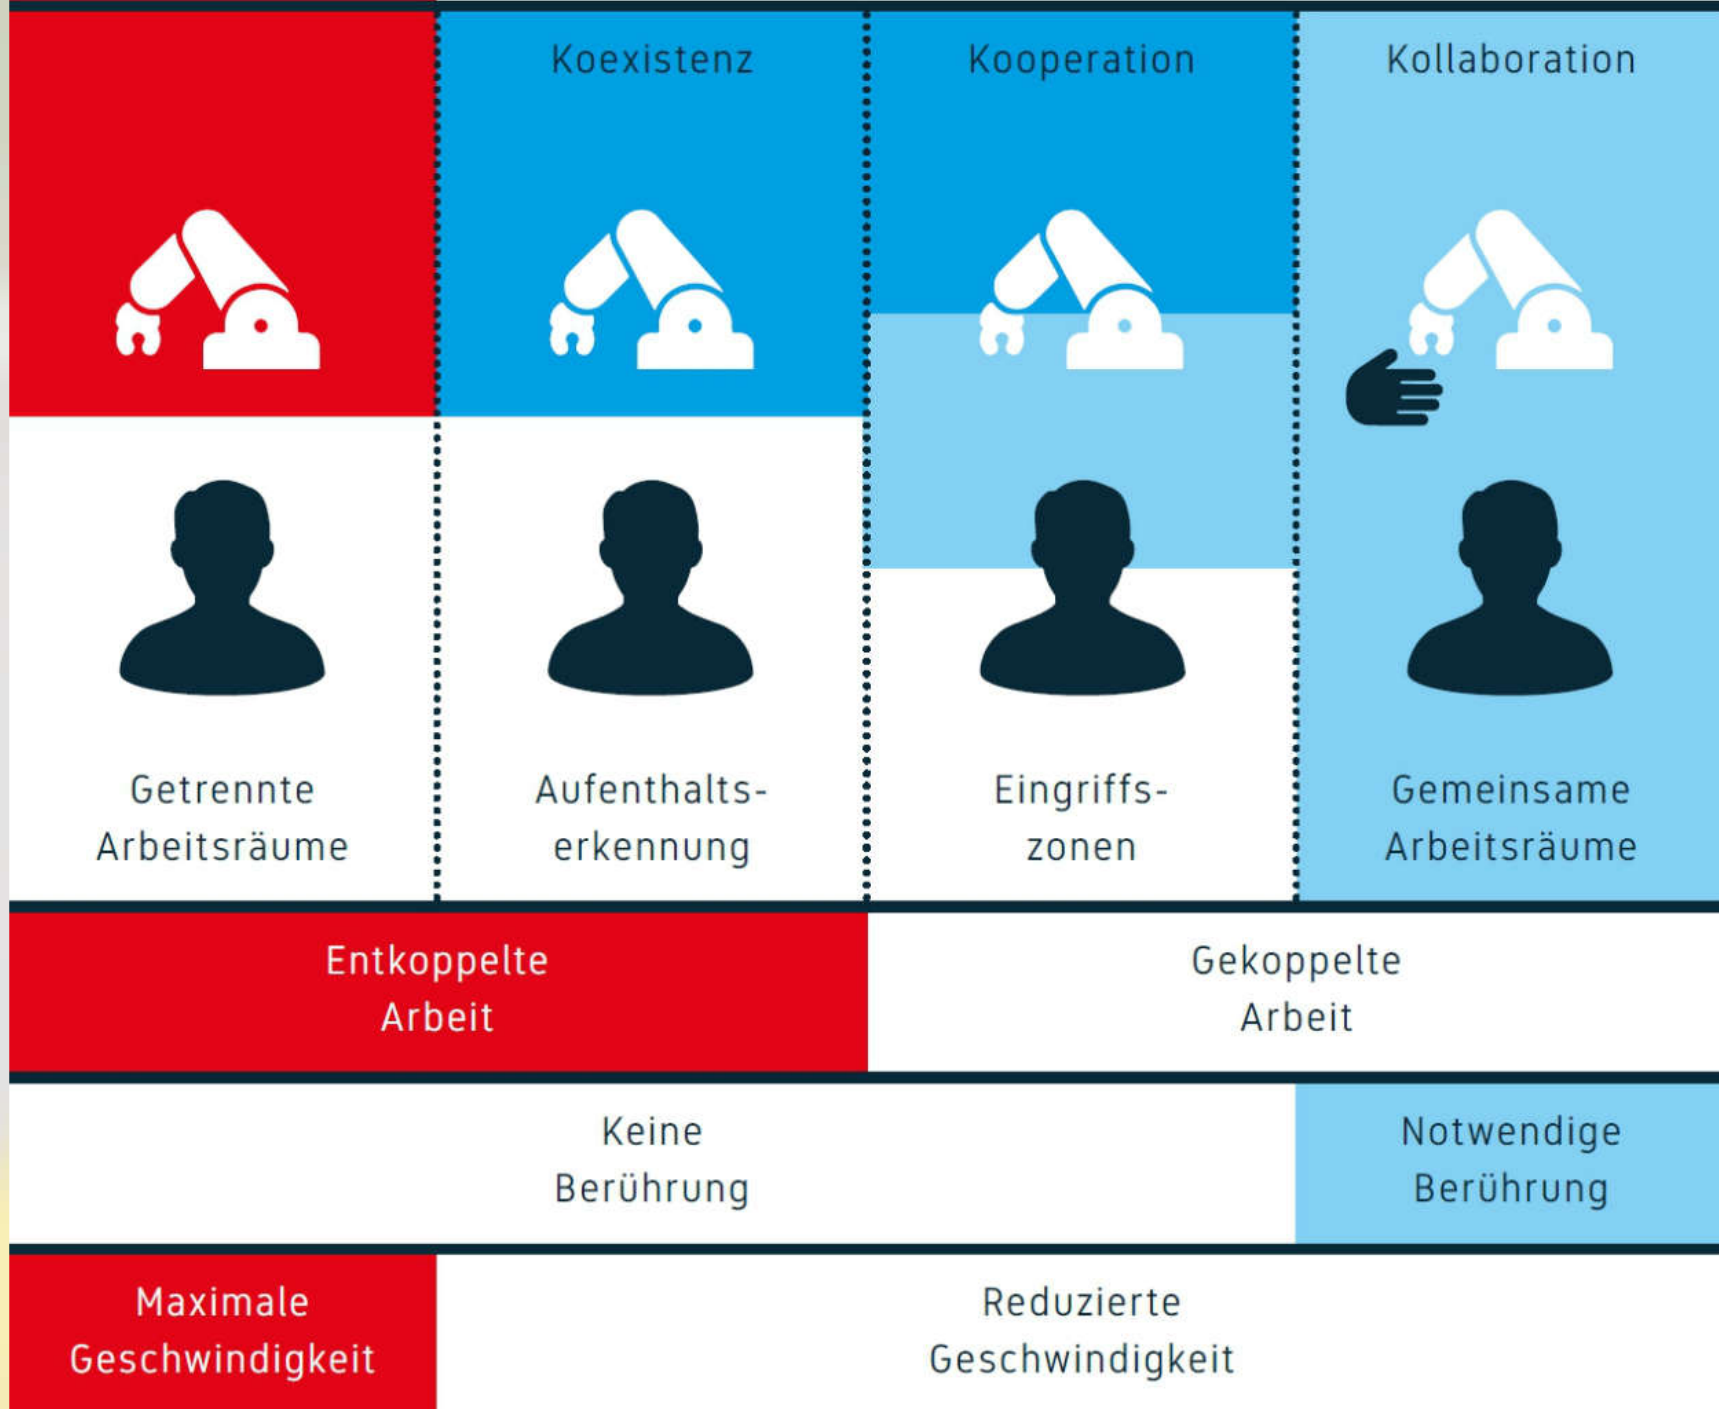 Koexistenz
Kooperation
Kollaboration
Getrennte
Arbeitsräume
Aufenthalts-
erkennung
Eingriffs-
zonen
Gemeinsame
Arbeitsräume
Entkoppelte
Arbeit
Gekoppelte
Arbeit
Keine
Berührung
Notwendige
Berührung
Maximale
Geschwindigkeit
Reduzierte
Geschwindigkeit